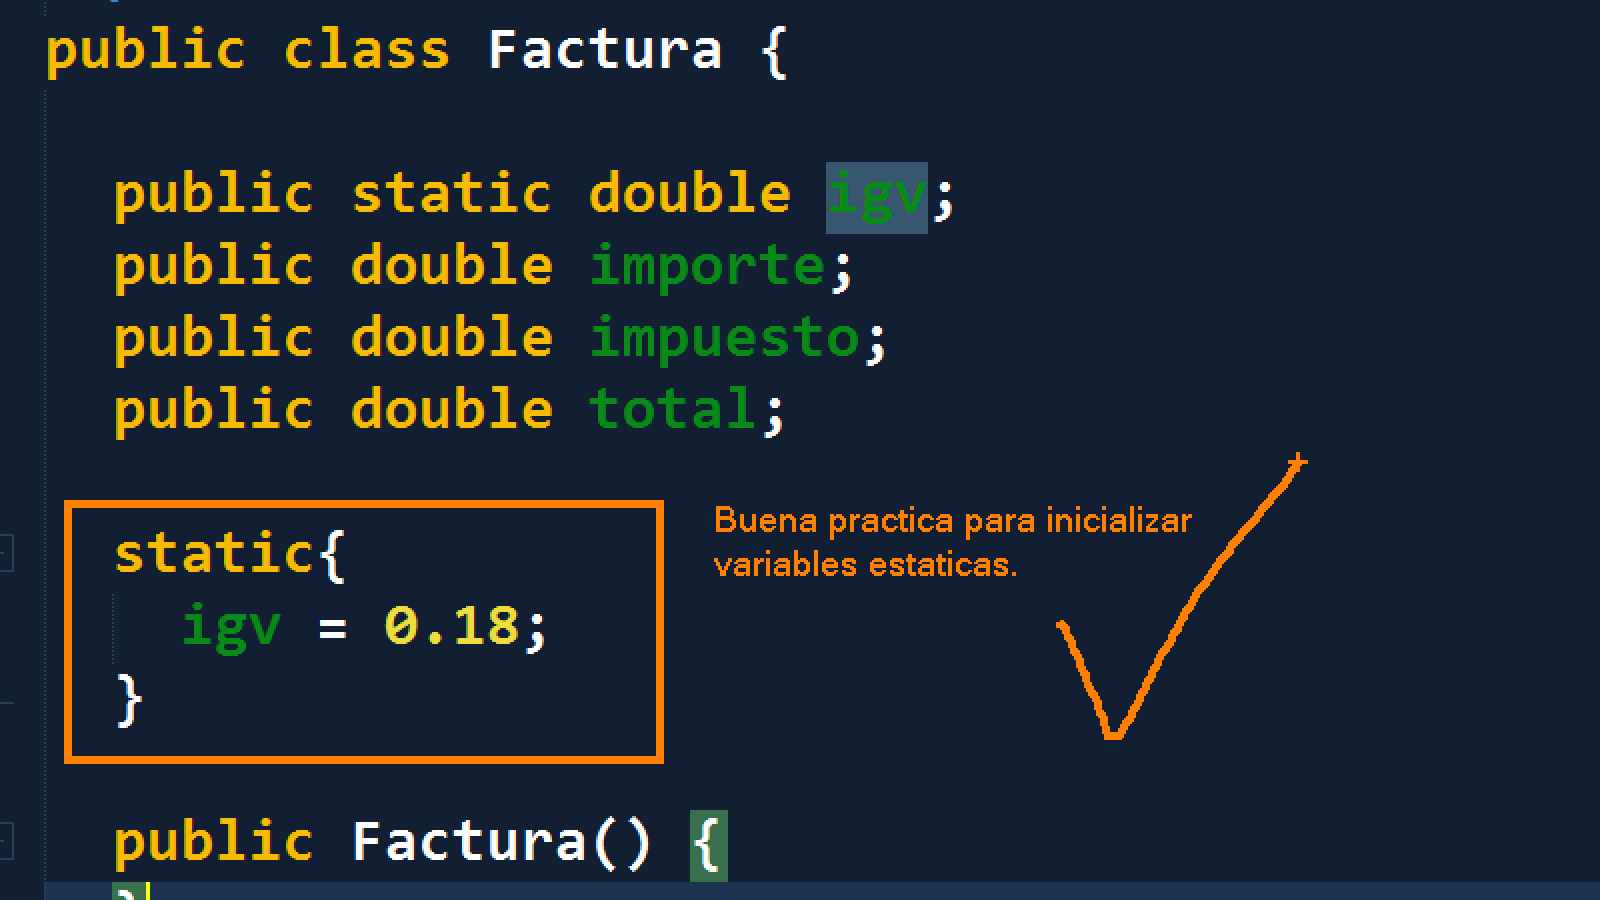 public class Factura {
public static double igv;
public double importe;
public double impuesto;
public double total;
static{
igv = 0.18;
}
Buena practica para inicializar
variables estaticas.
public Factura() {
}